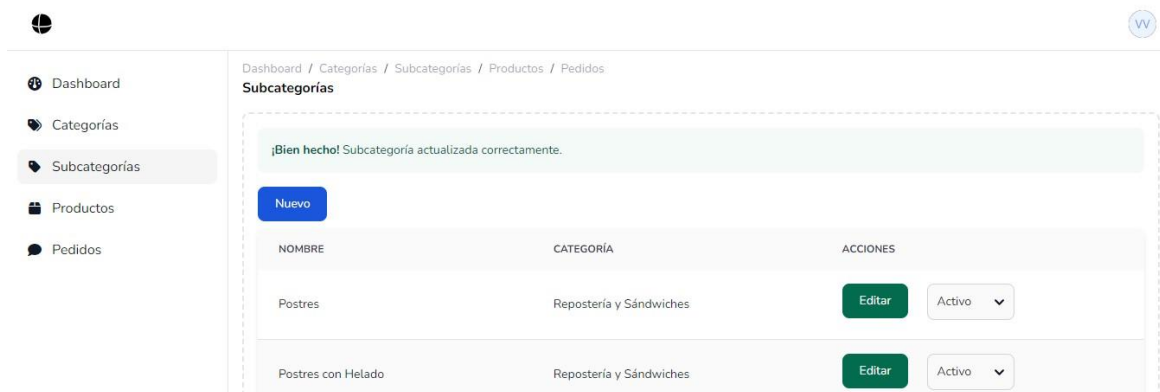 VV
Dashboard
Categorías
Subcategorías
Productos
Pedidos
Dashboard / Categorías / Subcategorías / Productos / Pedidos
Subcategorías
¡Bien hecho! Subcategoría actualizada correctamente.
Nuevo
NOMBRE CATEGORÍA ACCIONES
Postres Repostería y Sándwiches Editar Activo
Postres con Helado Repostería y Sándwiches Editar Activo